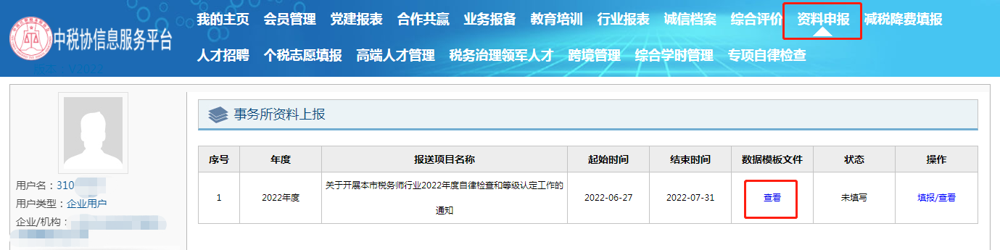 我的主页 会员管理 党建报表 合作共赢 业务报备 教育培训 行业报表 诚信档案 综合评价 资料申报 减税降费填报
中税协信息服务平台
人才招聘 个税志愿填报 高端人才管理 税务治理领军人才 跨境管理 综合学时管理 专项自律检查
版本：V2022
事务所资料上报
序号 年度 报送项目名称 起始时间 结束时间 数据模板文件 状态 操作
1 2022年度 关于开展本市税务师行业2022年度自律检查和等级认定工作的 2022-06-27 2022-07-31 查看 未填写 填报/查看
通知
用户名：310
用户类型：企业用户
企业/机构：